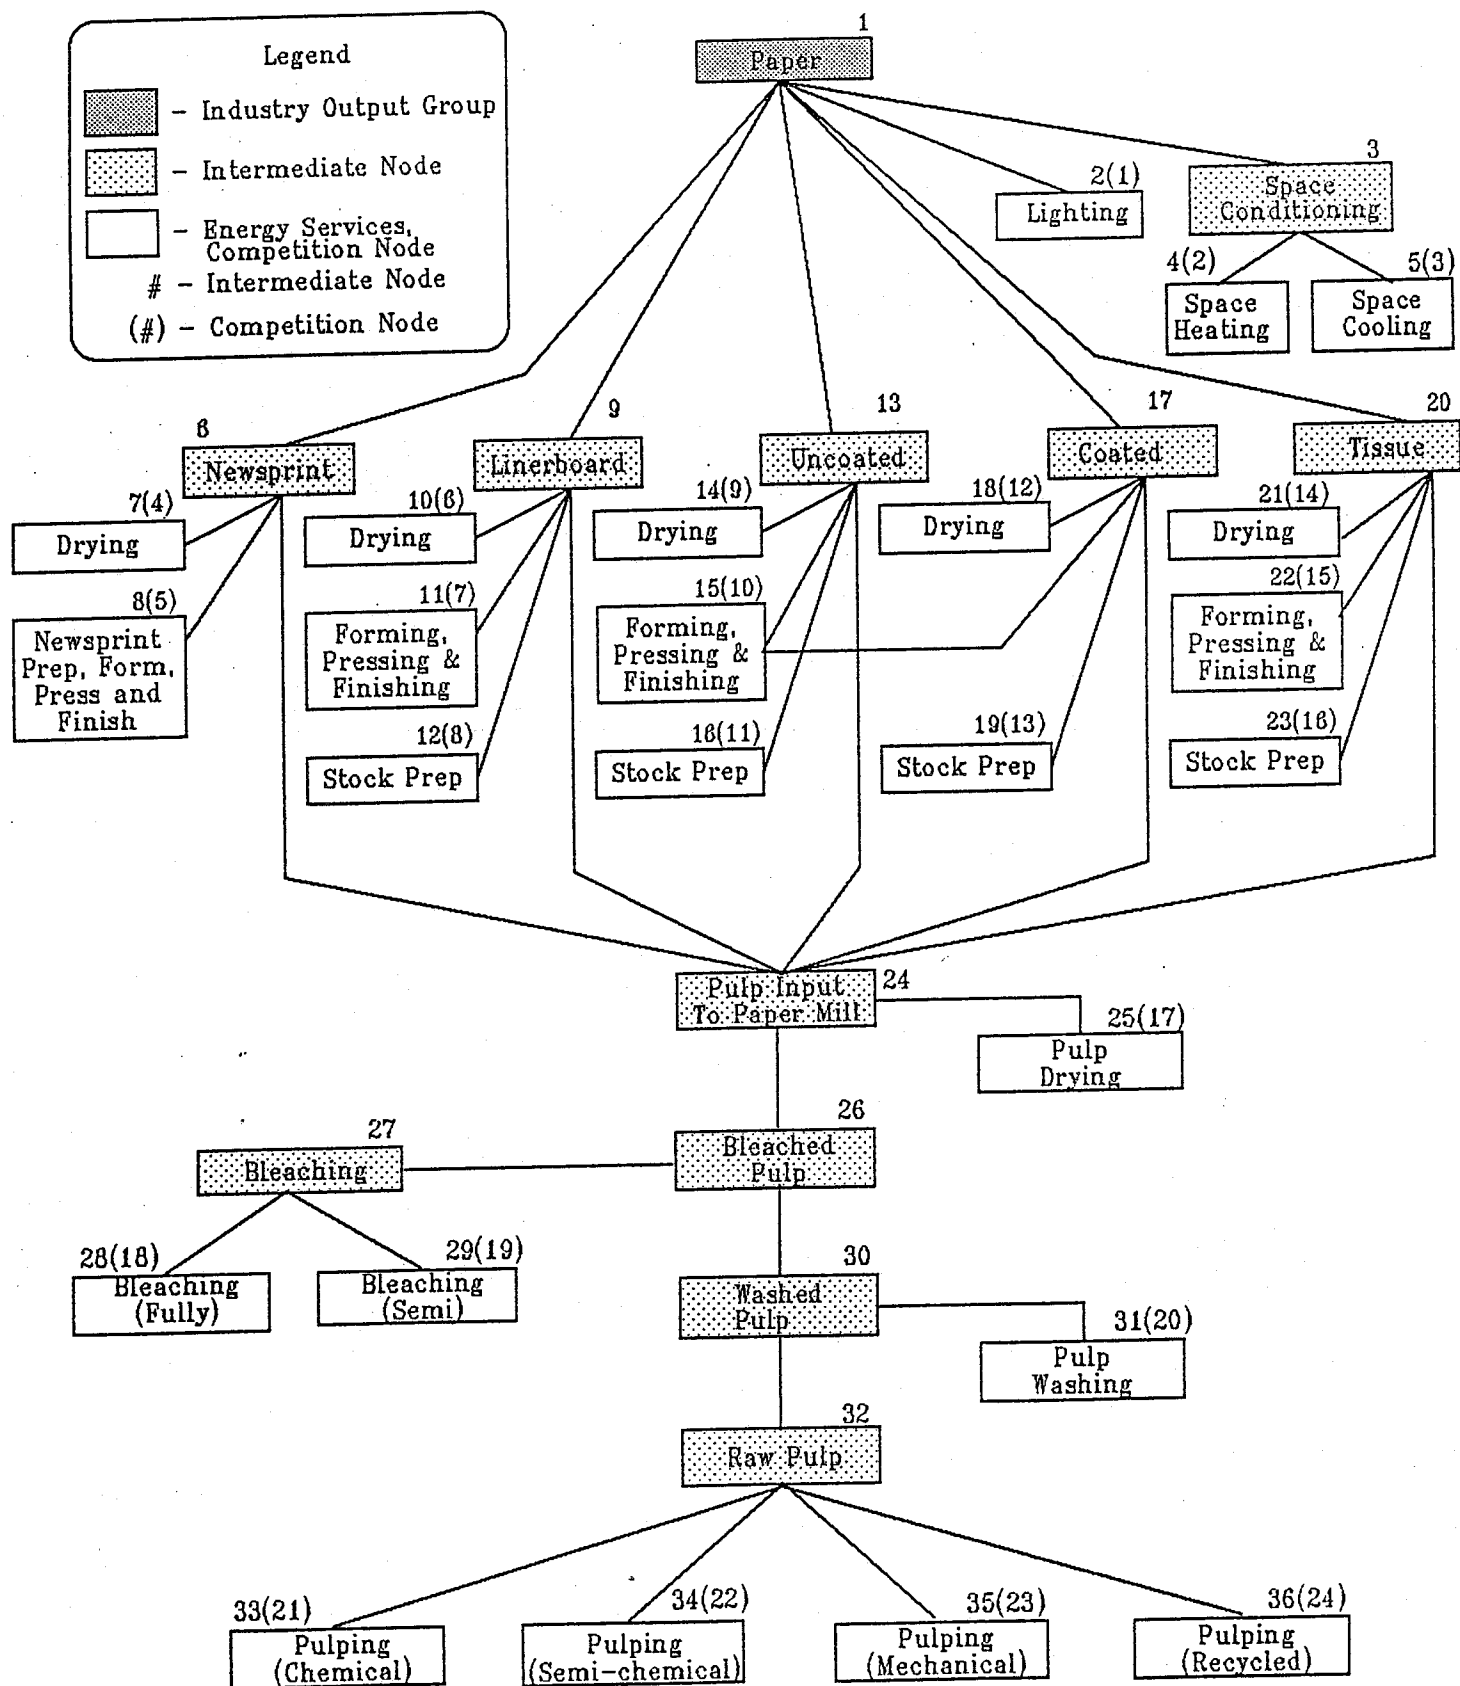 Legend
– Industry Output Group
– Intermediate Node
– Energy Services,
Competition Node
# – Intermediate Node
(#) – Competition Node
1
Paper
2(1)
Lighting
3
Space
Conditioning
4(2)
Space
Heating
5(3)
Space
Cooling
6
Newsprint
9
Linerboard
13
Uncoated
17
Coated
20
Tissue
7(4)
Drying
10(6)
Drying
14(9)
Drying
18(12)
Drying
21(14)
Drying
8(5)
Newsprint
Prep, Form,
Press and
Finish
11(7)
Forming,
Pressing &
Finishing
15(10)
Forming,
Pressing &
Finishing
22(15)
Forming,
Pressing &
Finishing
12(8)
Stock Prep
16(11)
Stock Prep
19(13)
Stock Prep
23(16)
Stock Prep
24
Pulp Input
To Paper Mill
25(17)
Pulp
Drying
26
Bleached
Pulp
27
Bleaching
28(18)
Bleaching
(Fully)
29(19)
Bleaching
(Semi)
30
Washed
Pulp
31(20)
Pulp
Washing
32
Raw Pulp
33(21)
Pulping
(Chemical)
34(22)
Pulping
(Semi-chemical)
35(23)
Pulping
(Mechanical)
36(24)
Pulping
(Recycled)